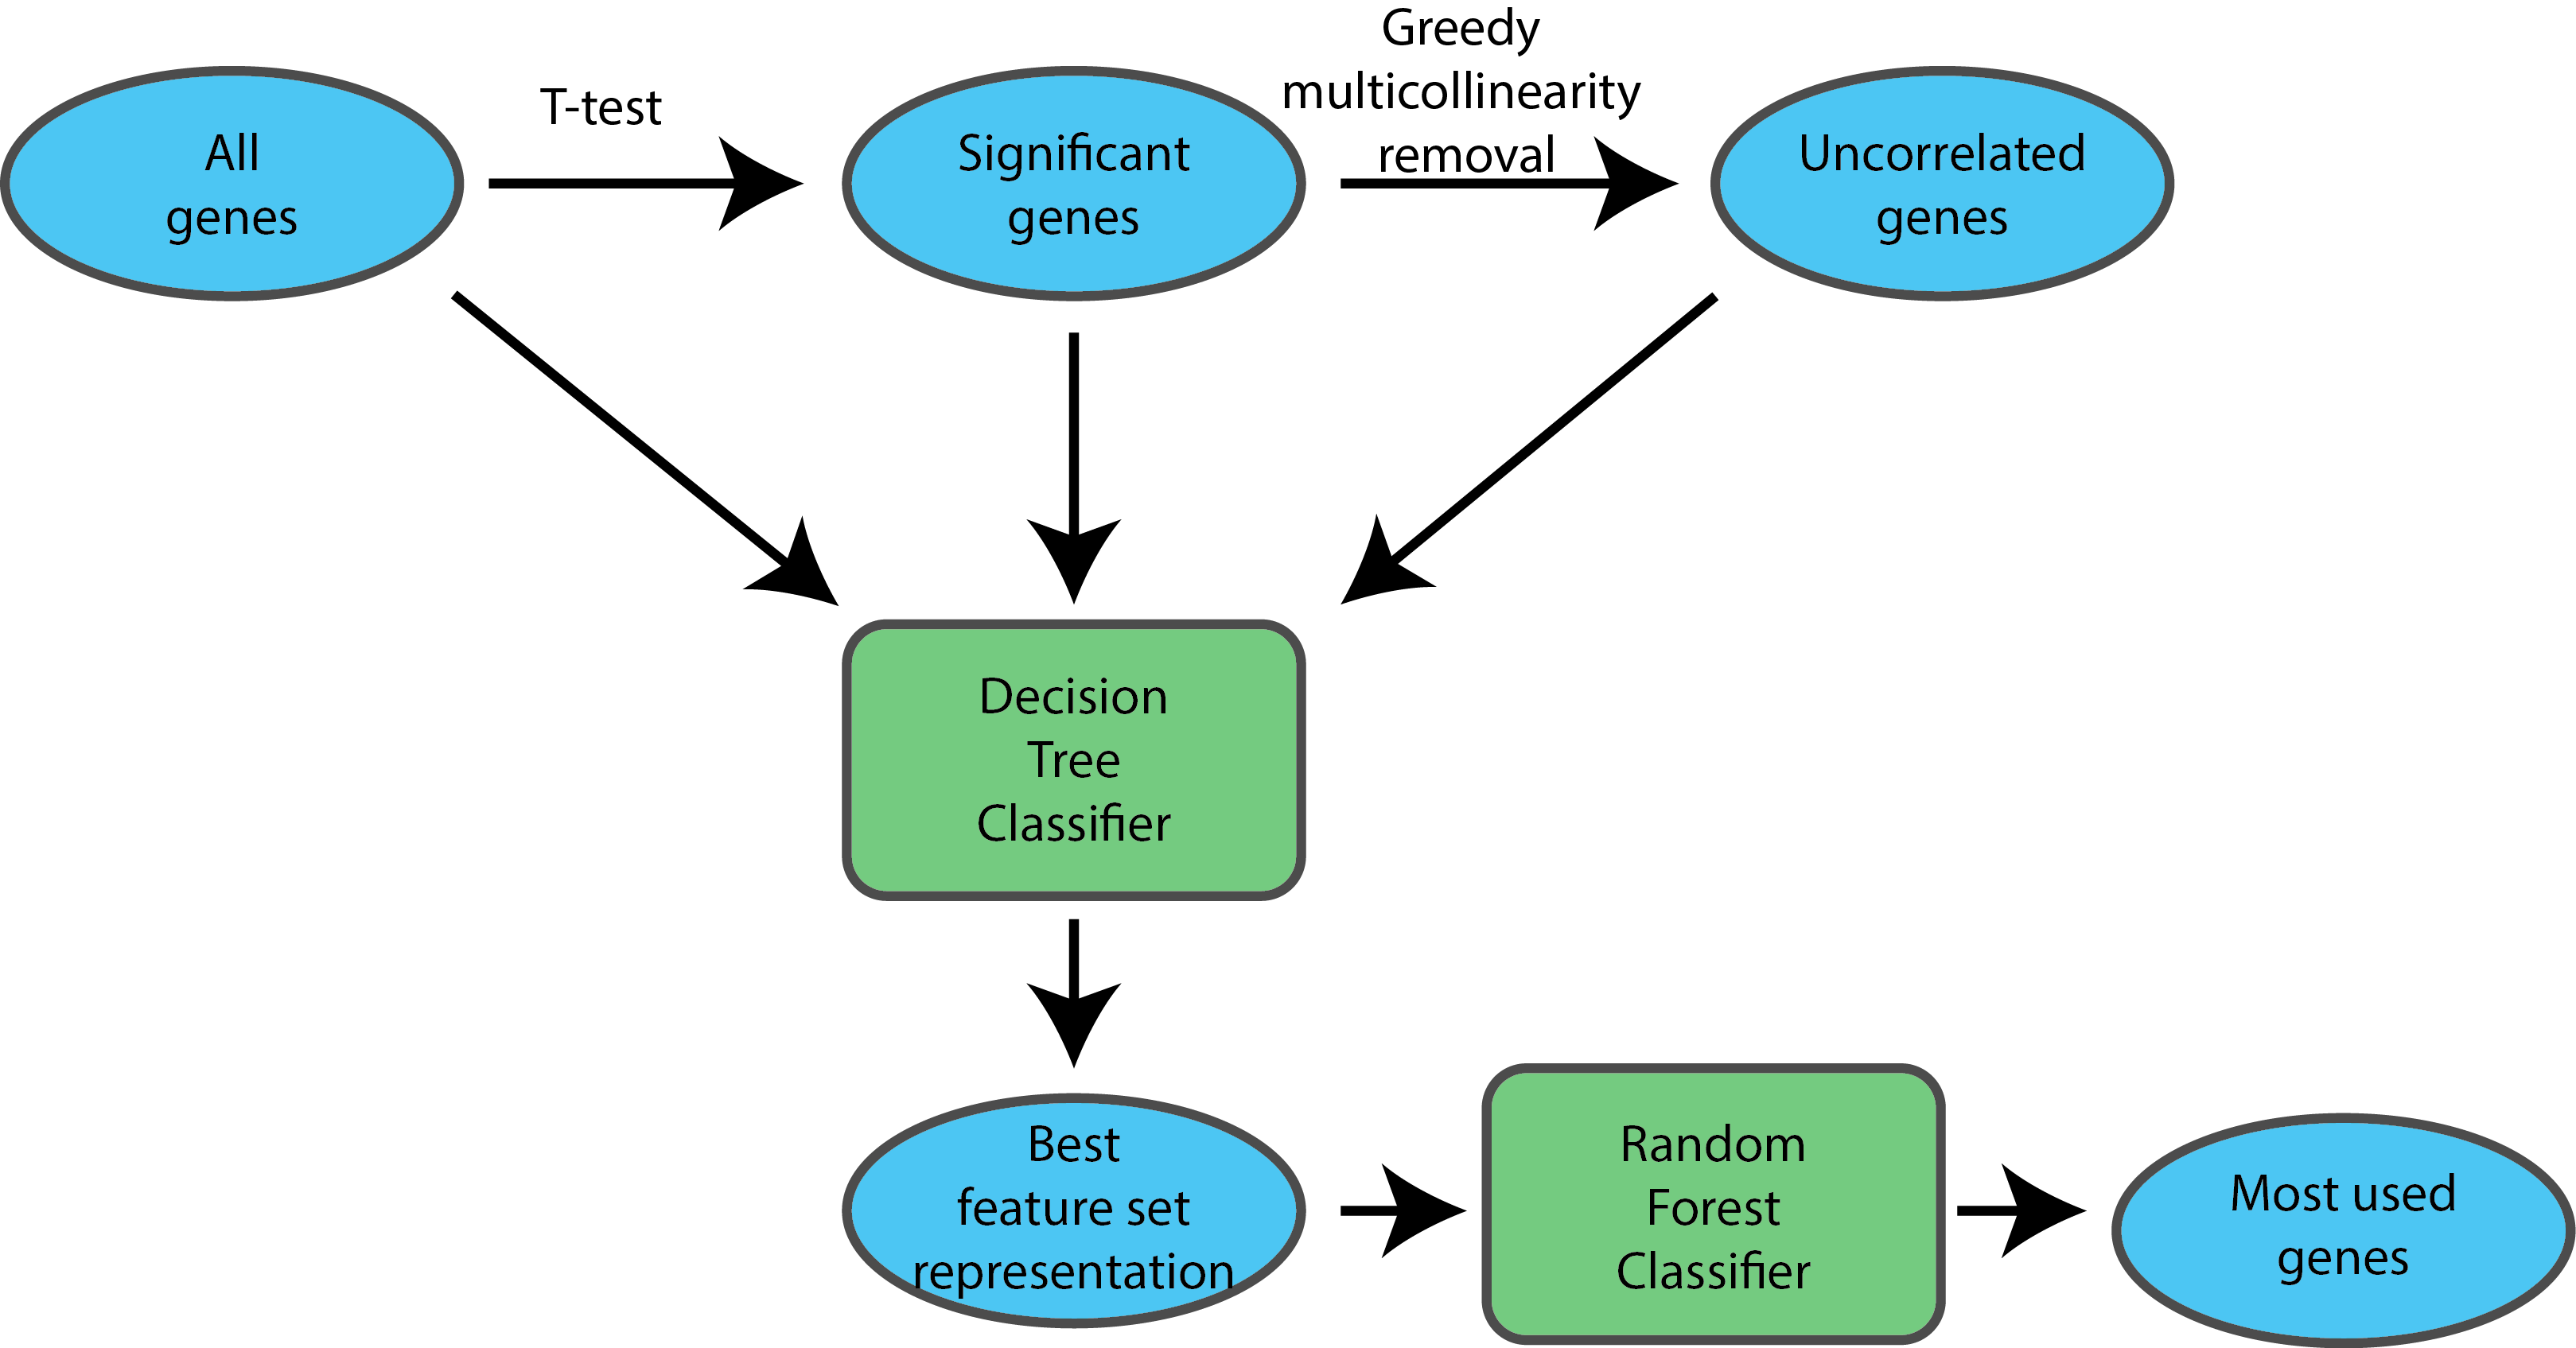 All
genes
T-test
Significant
genes
Greedy
multicollinearity
removal
Uncorrelated
genes
Decision
Tree
Classifier
Best
feature set
representation
Random
Forest
Classifier
Most used
genes